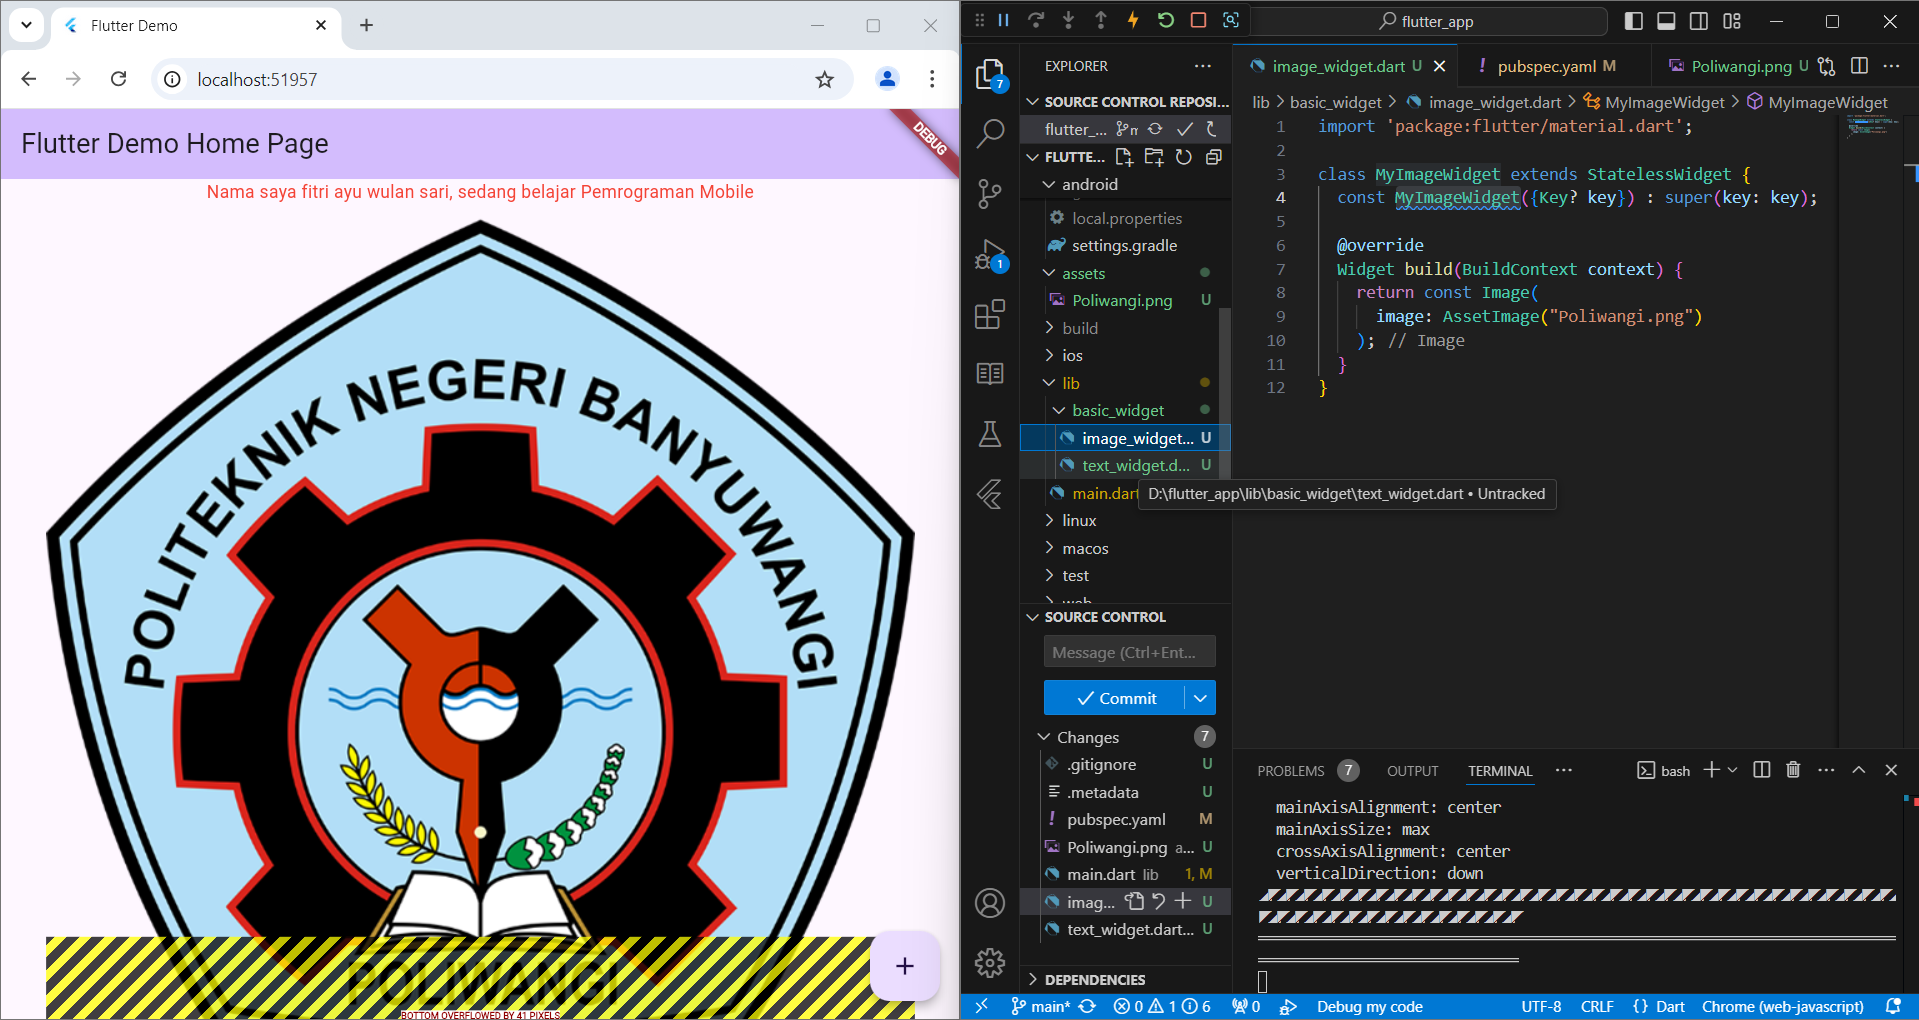 Flutter Demo
localhost:51957
Flutter Demo Home Page
DEBUG
Nama saya fitri ayu wulan sari, sedang belajar Pemrograman Mobile
POLITEKNIK NEGERI BANYUWANGI
POLIWANGI
BOTTOM OVERFLOWED BY 41 PIXELS
flutter_app
7
1
EXPLORER
SOURCE CONTROL REPOSI...
flutter_...
FLUTTE...
android
local.properties
settings.gradle
assets
Poliwangi.png U
build
ios
lib
basic_widget
image_widget... U
text_widget.d... U
main.dart
D:\flutter_app\lib\basic_widget\text_widget.dart • Untracked
linux
macos
test
web
SOURCE CONTROL
Message (Ctrl+Ent...
Commit
Changes 7
.gitignore U
.metadata U
pubspec.yaml M
Poliwangi.png a... U
main.dart lib 1, M
imag... U
text_widget.dart... U
DEPENDENCIES
image_widget.dart U
pubspec.yaml M
Poliwangi.png U
lib > basic_widget > image_widget.dart > MyImageWidget > MyImageWidget
1 import 'package:flutter/material.dart';
2
3 class MyImageWidget extends StatelessWidget {
4 const MyImageWidget({Key? key}) : super(key: key);
5
6 @override
7 Widget build(BuildContext context) {
8 return const Image(
9 image: AssetImage("Poliwangi.png")
10 ); // Image
11 }
12 }
PROBLEMS 7 OUTPUT TERMINAL ... bash
mainAxisAlignment: center
mainAxisSize: max
crossAxisAlignment: center
verticalDirection: down
main* 0 1 6 0 Debug my code UTF-8 CRLF {} Dart Chrome (web-javascript)